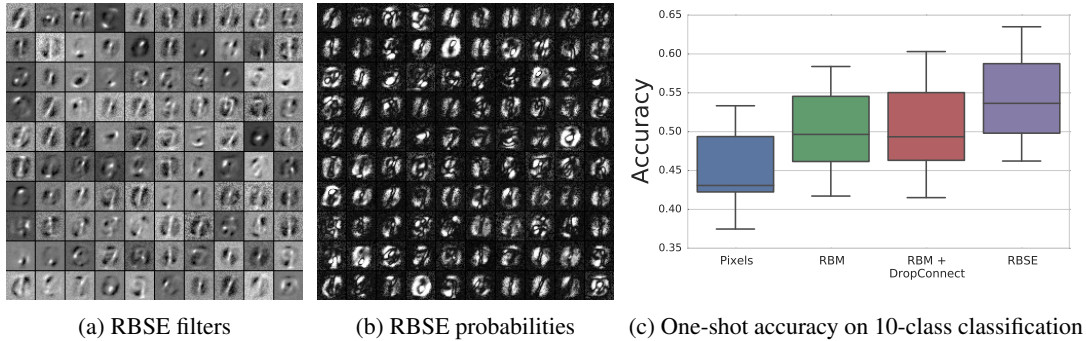 0.65
0.60
0.55
0.50
0.45
0.40
0.35
Accuracy
Pixels
RBM
RBM +
DropConnect
RBSE
(a) RBSE filters
(b) RBSE probabilities
(c) One-shot accuracy on 10-class classification